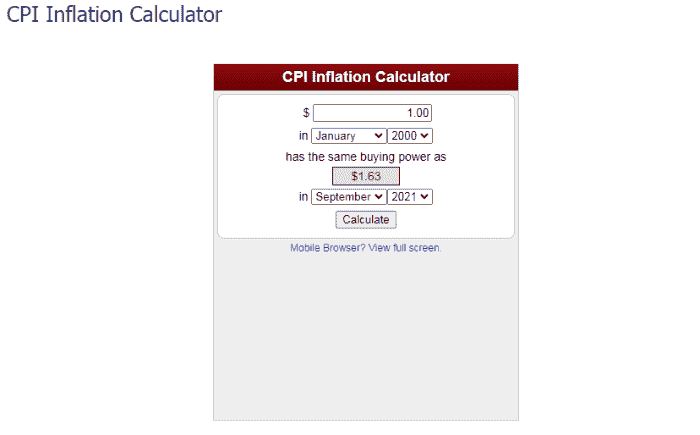 CPI Inflation Calculator
CPI Inflation Calculator
$ 1.00
in January 2000
has the same buying power as
$1.63
in September 2021
Calculate
Mobile Browser? View full screen.